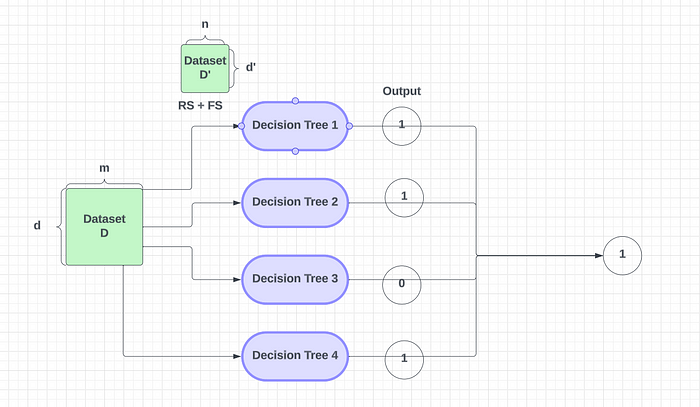 n
Dataset
D'
d'
RS + FS
Output
Decision Tree 1
1
m
Decision Tree 2
1
d
Dataset
D
1
Decision Tree 3
0
Decision Tree 4
1